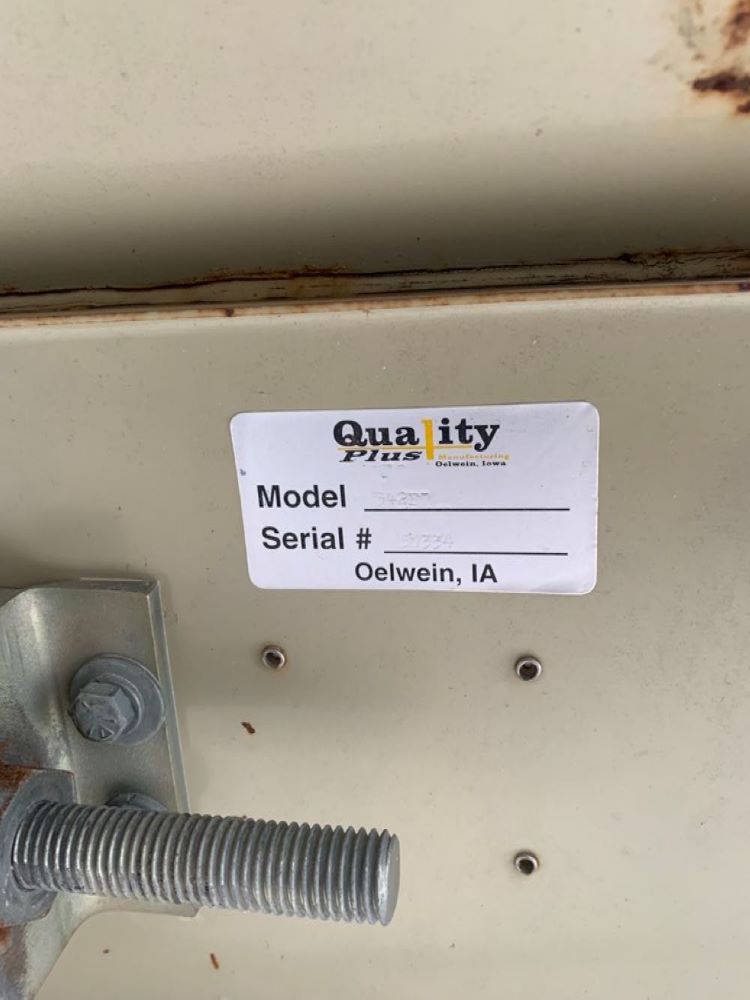 Quality
Plus Manufacturing
Oelwein, Iowa
Model
Serial #
Oelwein, IA